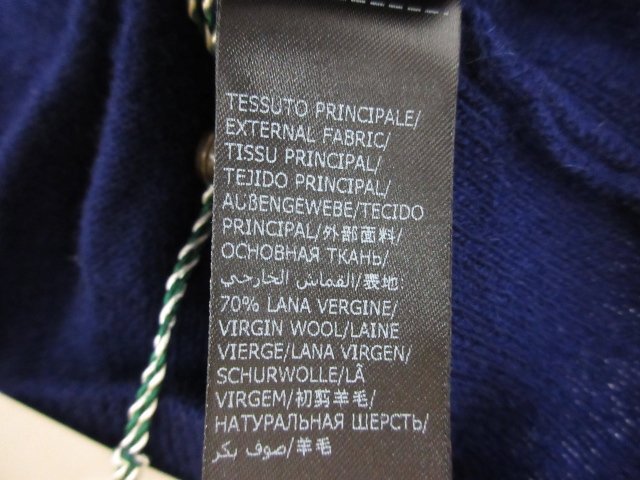 TESSUTO PRINCIPALE/
EXTERNAL FABRIC/
TISSU PRINCIPAL/
TEJIDO PRINCIPAL/
AUßENGEWEBE/TECIDO
PRINCIPAL/外部面料/
ОСНОВНАЯ ТКАНЬ/
القماش الخارجي/表地:
70% LANA VERGINE/
VIRGIN WOOL/LAINE
VIERGE/LANA VIRGEN/
SCHURWOLLE/LÃ
VIRGEM/初剪羊毛/
НАТУРАЛЬНАЯ ШЕРСТЬ/
صوف بكر/羊毛